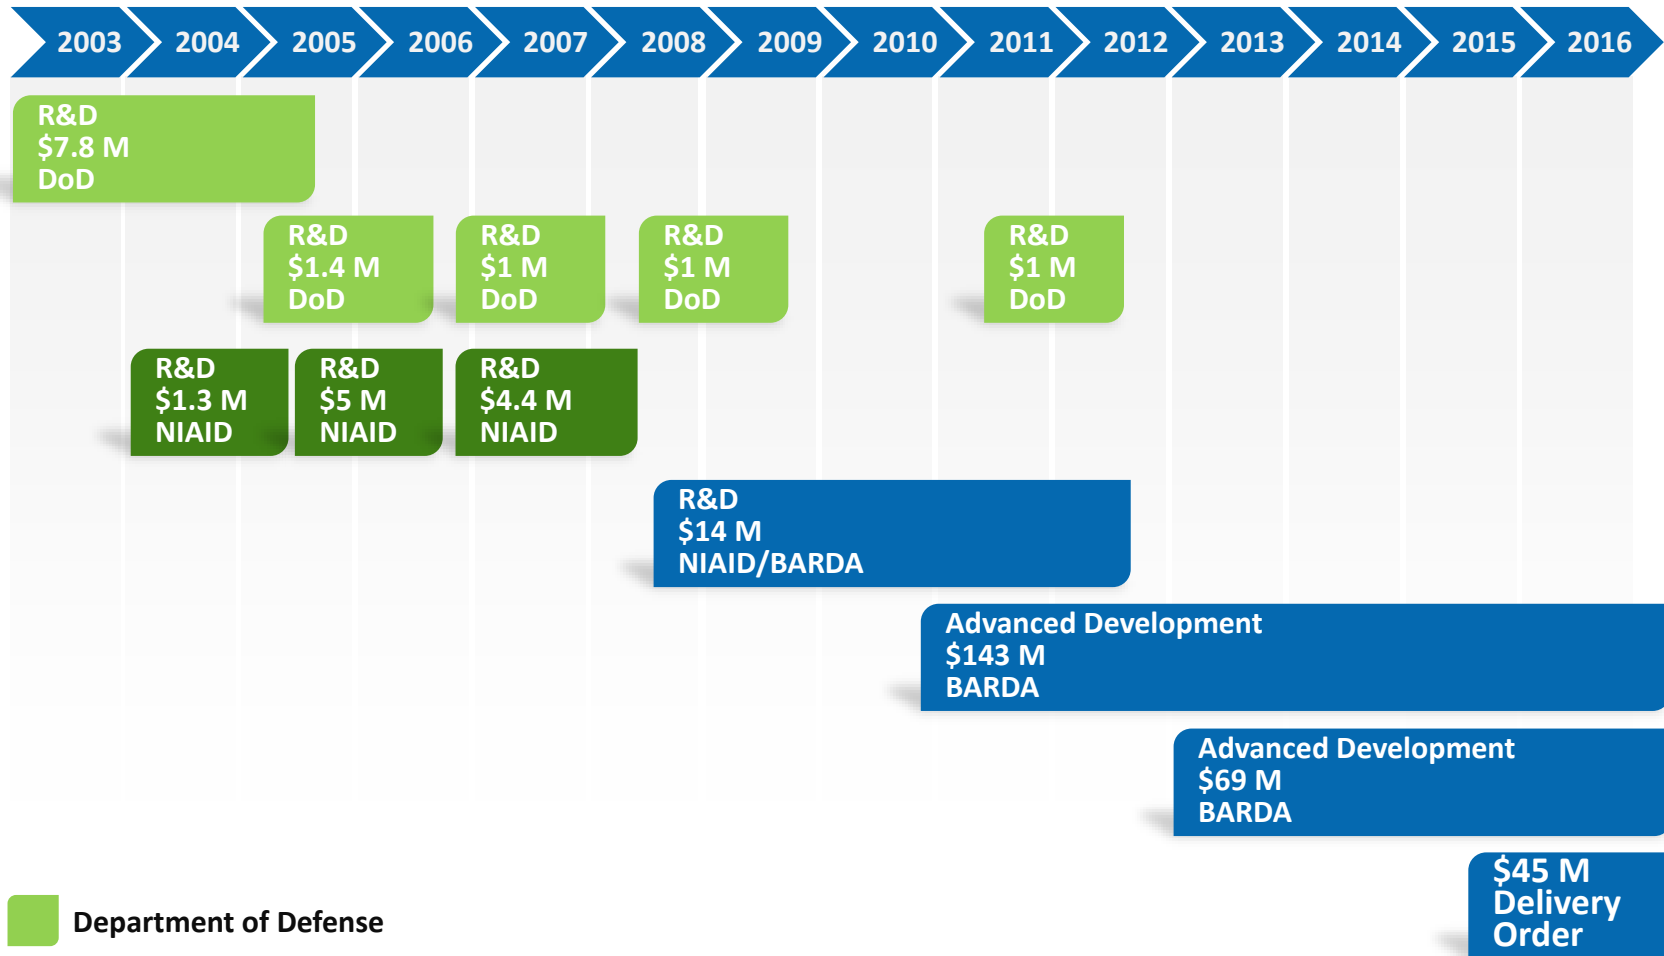 2003 2004 2005 2006 2007 2008 2009 2010 2011 2012 2013 2014 2015 2016
R&D
$7.8 M
DoD
R&D
$1.4 M
DoD
R&D
$1 M
DoD
R&D
$1 M
DoD
R&D
$1 M
DoD
R&D
$1.3 M
NIAID
R&D
$5 M
NIAID
R&D
$4.4 M
NIAID
R&D
$14 M
NIAID/BARDA
Advanced Development
$143 M
BARDA
Advanced Development
$69 M
BARDA
$45 M
Delivery
Order
Department of Defense